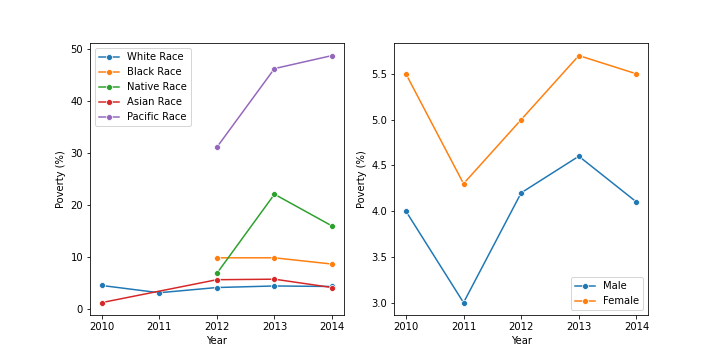 50
40
30
20
10
0
Poverty (%)
White Race
Black Race
Native Race
Asian Race
Pacific Race
2010 2011 2012 2013 2014
Year
5.5
5.0
4.5
4.0
3.5
3.0
Poverty (%)
Male
Female
2010 2011 2012 2013 2014
Year